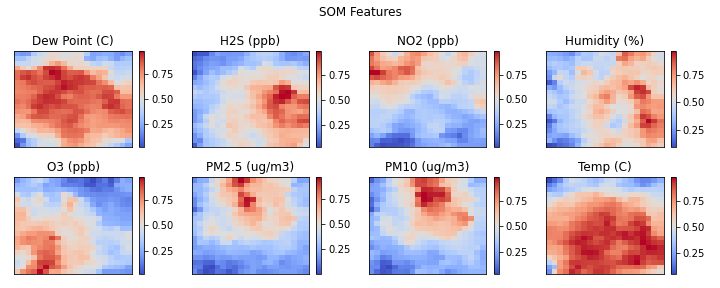 SOM Features
Dew Point (C) H2S (ppb) NO2 (ppb) Humidity (%)
0.75 0.75 0.75 0.75
0.50 0.50 0.50 0.50
0.25 0.25 0.25 0.25
O3 (ppb) PM2.5 (ug/m3) PM10 (ug/m3) Temp (C)
0.75 0.75 0.75 0.75
0.50 0.50 0.50 0.50
0.25 0.25 0.25 0.25